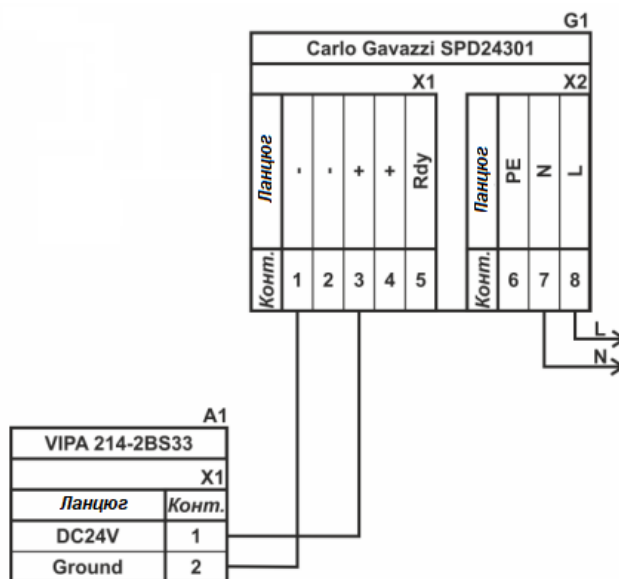 G1
Carlo Gavazzi SPD24301
X1 X2
Ланцюг - - + + Rdy Ланцюг PE N L
Конт. 1 2 3 4 5 Конт. 6 7 8
L
N
A1
VIPA 214-2BS33
X1
Ланцюг Конт.
DC24V 1
Ground 2